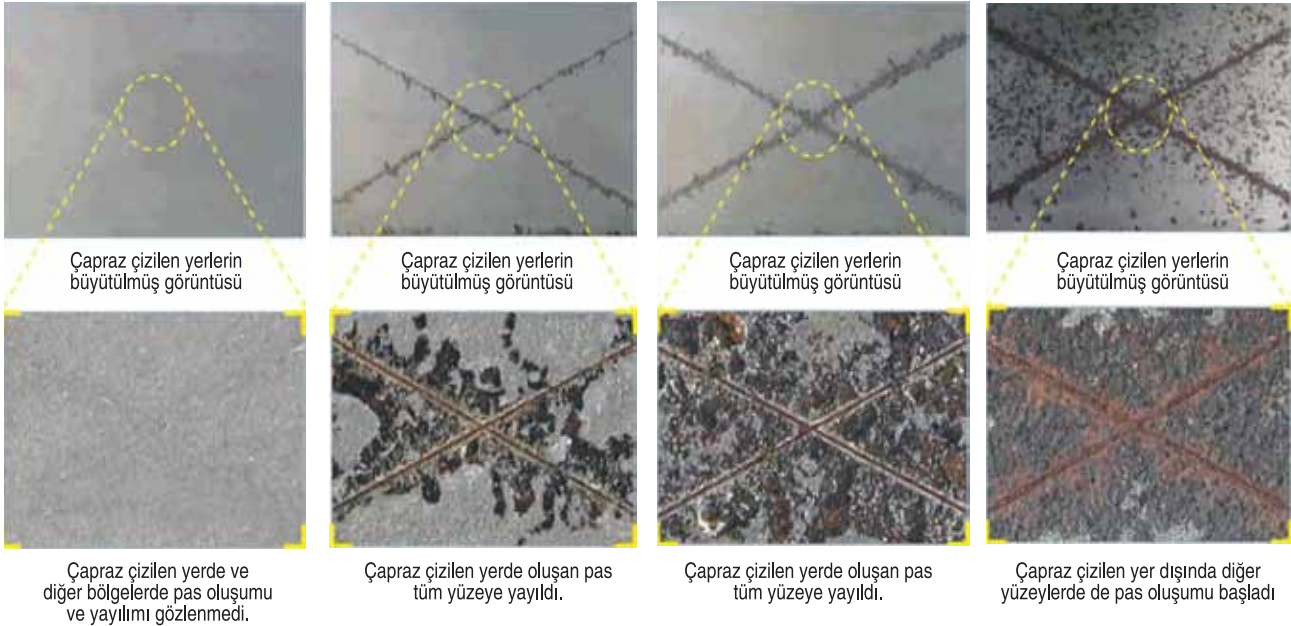 Çapraz çizilen yerlerin
büyütülmüş görüntüsü
Çapraz çizilen yerlerin
büyütülmüş görüntüsü
Çapraz çizilen yerlerin
büyütülmüş görüntüsü
Çapraz çizilen yerlerin
büyütülmüş görüntüsü
Çapraz çizilen yerde ve
diğer bölgelerde pas oluşumu
ve yayılımı gözlenmedi.
Çapraz çizilen yerde oluşan pas
tüm yüzeye yayıldı.
Çapraz çizilen yerde oluşan pas
tüm yüzeye yayıldı.
Çapraz çizilen yer dışında diğer
yüzeylerde de pas oluşumu başladı